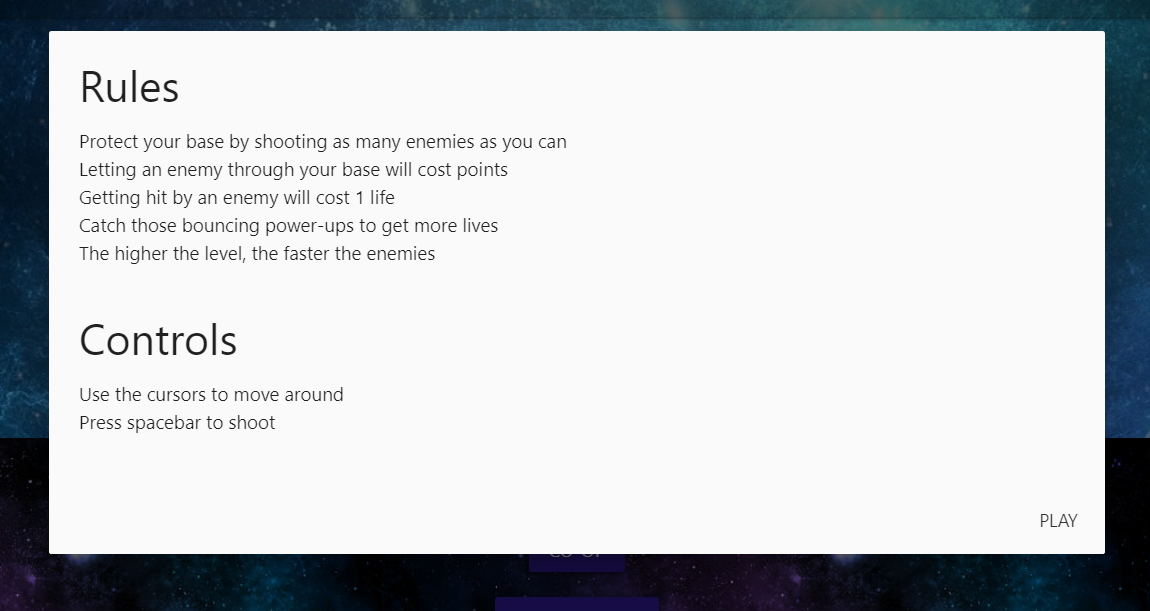 Rules
Protect your base by shooting as many enemies as you can
Letting an enemy through your base will cost points
Getting hit by an enemy will cost 1 life
Catch those bouncing power-ups to get more lives
The higher the level, the faster the enemies
Controls
Use the cursors to move around
Press spacebar to shoot
PLAY